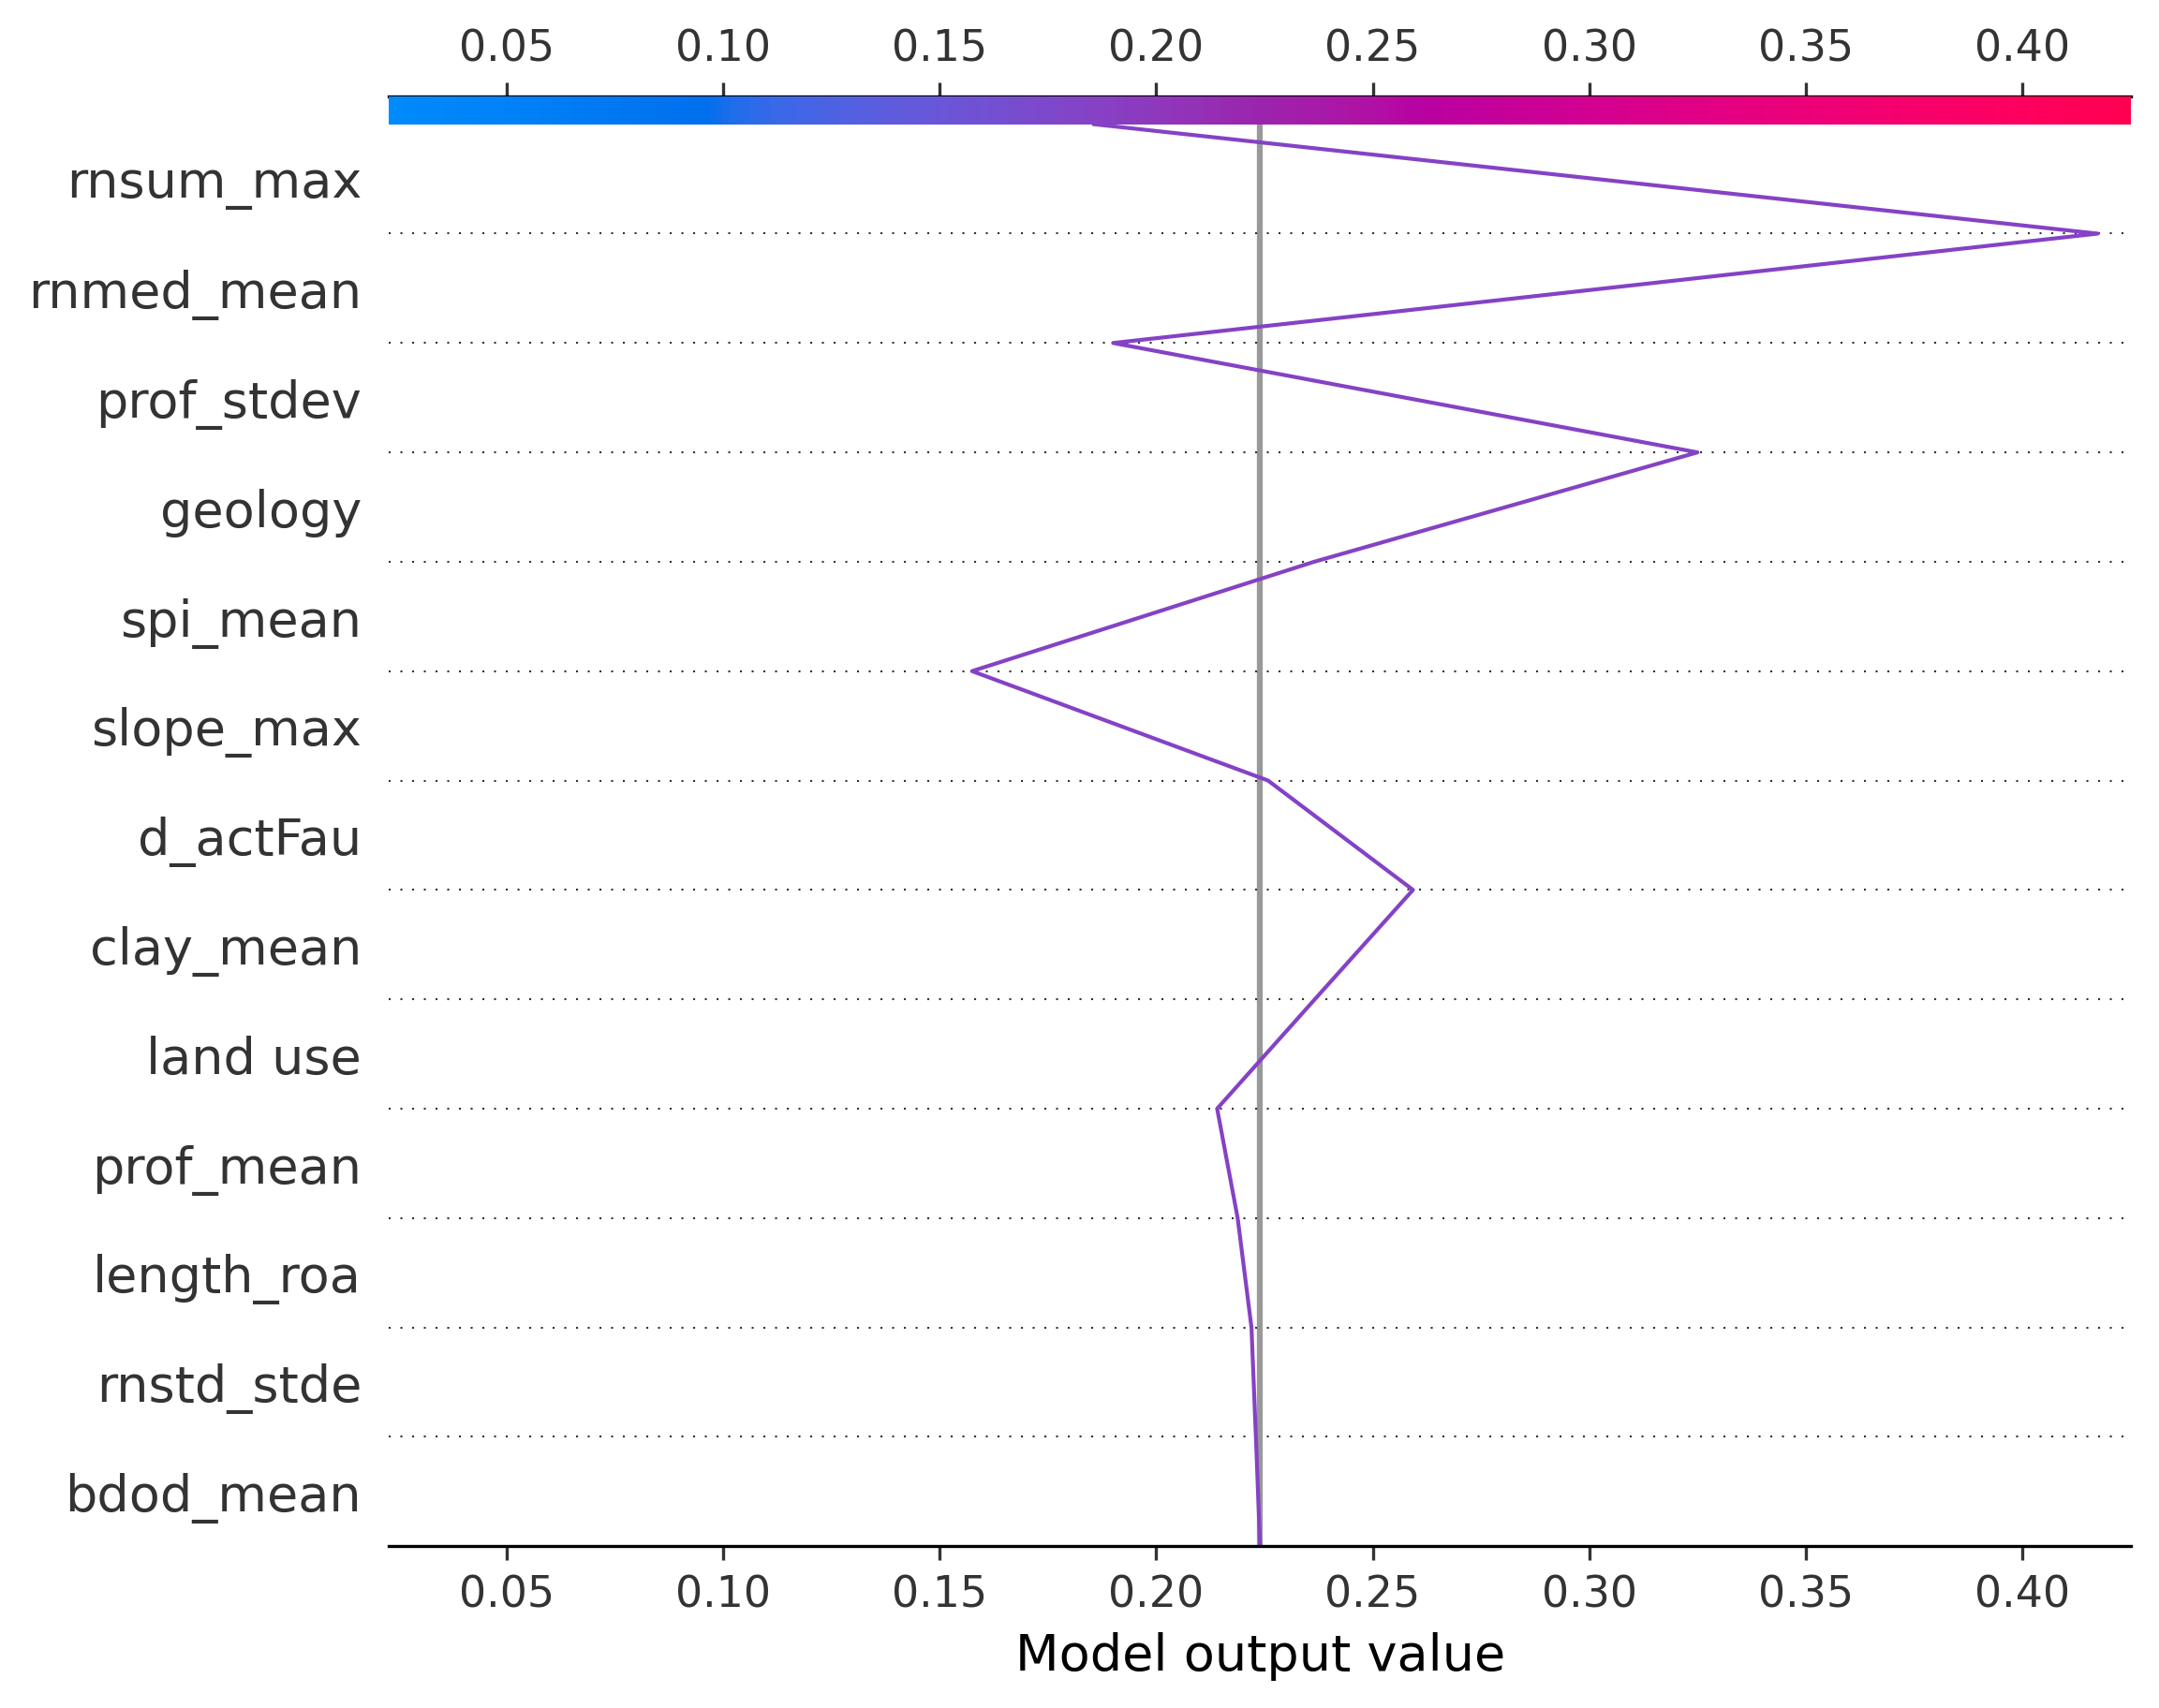 0.05 0.10 0.15 0.20 0.25 0.30 0.35 0.40
rnsum_max
rnmed_mean
prof_stdev
geology
spi_mean
slope_max
d_actFau
clay_mean
land use
prof_mean
length_roa
rnstd_stde
bdod_mean
0.05 0.10 0.15 0.20 0.25 0.30 0.35 0.40
Model output value